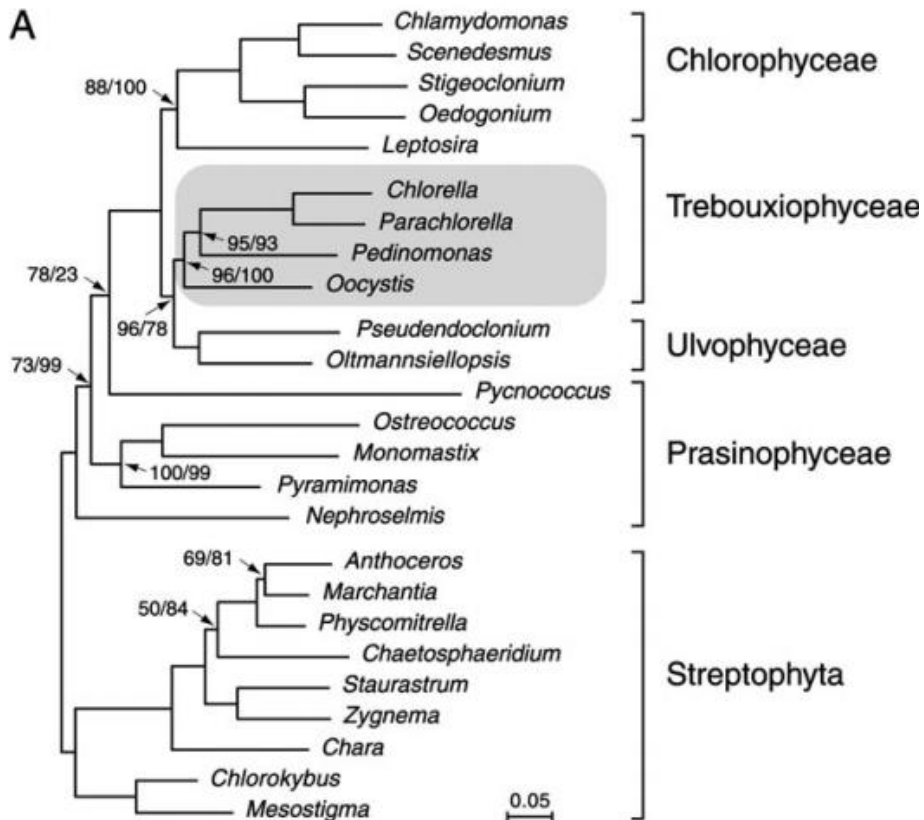 A
Chlamydomonas
Scenedesmus
Chlorophyceae
Stigeoclonium
88/100
Oedogonium
Leptosira
Chlorella
Trebouxiophyceae
Parachlorella
95/93
Pedinomonas
96/100
78/23
Oocystis
96/78
Pseudendoclonium
Ulvophyceae
73/99
Oltmannsiellopsis
Pycnococcus
Ostreococcus
Monomastix
Prasinophyceae
100/99
Pyramimonas
Nephroselmis
69/81
Anthoceros
Marchantia
50/84
Physcomitrella
Chaetosphaeridium
Streptophyta
Staurastrum
Zygnema
Chara
Chlorokybus
0.05
Mesostigma